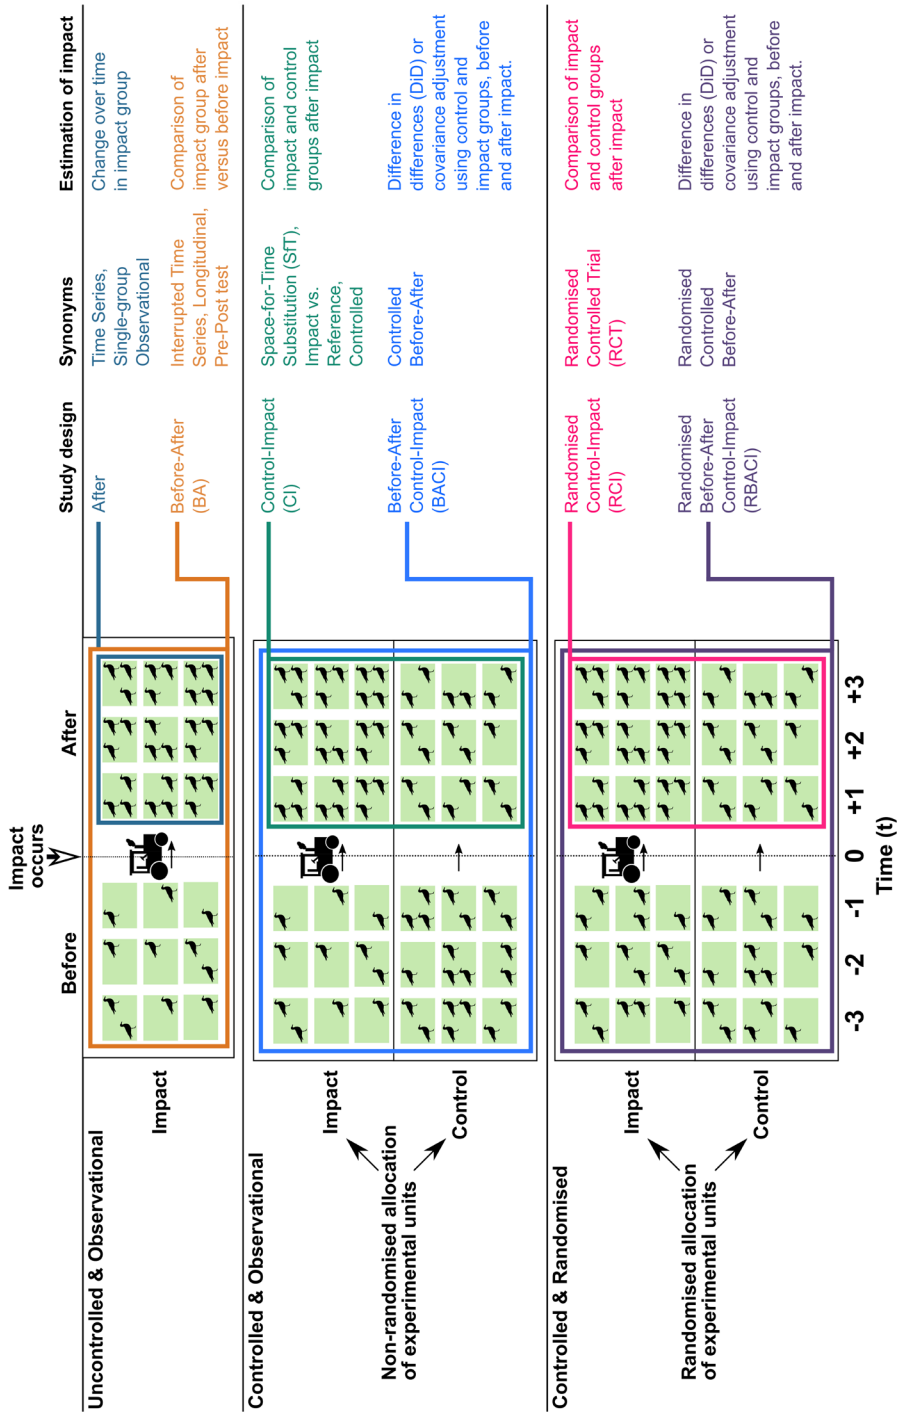 Impact
occurs
Before
After
Study design
Synonyms
Estimation of impact
Uncontrolled & Observational
Impact
After
Time Series,
Single-group
Observational
Change over time
in impact group
Before-After
(BA)
Interrupted Time
Series, Longitudinal,
Pre-Post test
Comparison of
impact group after
versus before impact
Controlled & Observational
Non-randomised allocation
of experimental units
Impact
Control
Control-Impact
(CI)
Space-for-Time
Substitution (SfT),
Impact vs.
Reference,
Controlled
Comparison of
impact and control
groups after impact
Before-After
Control-Impact
(BACI)
Controlled
Before-After
Difference in
differences (DiD) or
covariance adjustment
using control and
impact groups, before
and after impact.
Controlled & Randomised
Randomised allocation
of experimental units
Impact
Control
Randomised
Control-Impact
(RCI)
Randomised
Controlled Trial
(RCT)
Comparison of impact
and control groups
after impact
Randomised
Before-After
Control-Impact
(RBACI)
Randomised
Controlled
Before-After
Difference in
differences (DiD) or
covariance adjustment
using control and
impact groups, before
and after impact.
-3 -2 -1 0 +1 +2 +3
Time (t)